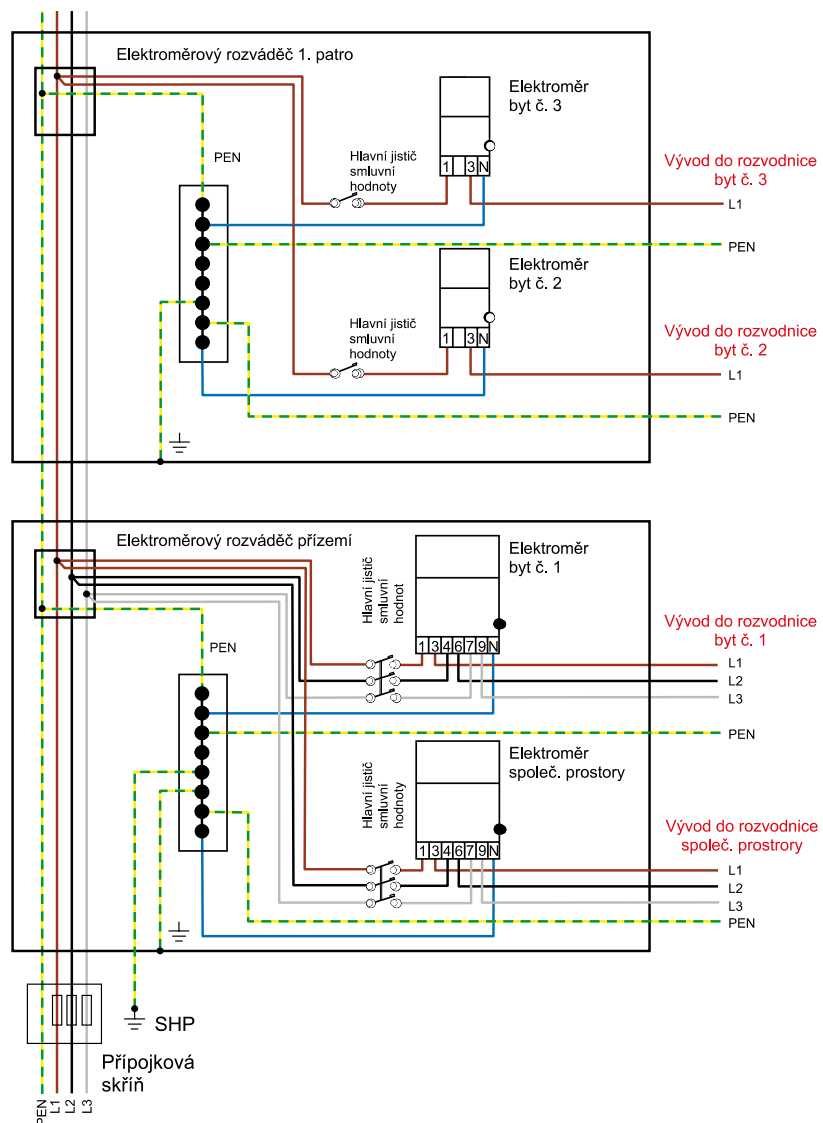 Elektroměrový rozváděč 1. patro
Elektroměr
byt č. 3
PEN
Hlavní jistič
smluvní
hodnoty
1 3 N
Vývod do rozvodnice
byt č. 3
L1
PEN
Elektroměr
byt č. 2
Hlavní jistič
smluvní
hodnoty
1 3 N
Vývod do rozvodnice
byt č. 2
L1
PEN
Elektroměrový rozváděč přízemí
Elektroměr
byt č. 1
Hlavní jistič
smluvní
hodnot
PEN
1 3 4 6 7 9 N
Vývod do rozvodnice
byt č. 1
L1
L2
L3
PEN
Elektroměr
společ. prostory
Hlavní jistič
smluvní
hodnoty
1 3 4 6 7 9 N
Vývod do rozvodnice
společ. prostrory
L1
L2
L3
PEN
SHP
Přípojková
skříň
PEN
L1
L2
L3